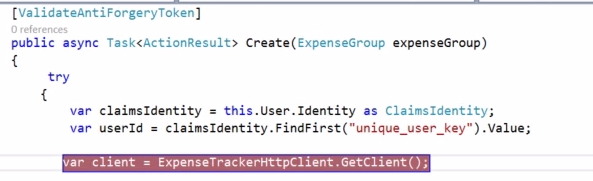 [ValidateAntiForgeryToken]
0 references
public async Task<ActionResult> Create(ExpenseGroup expenseGroup)
{
try
{
var claimsIdentity = this.User.Identity as ClaimsIdentity;
var userId = claimsIdentity.FindFirst("unique_user_key").Value;
var client = ExpenseTrackerHttpClient.GetClient();